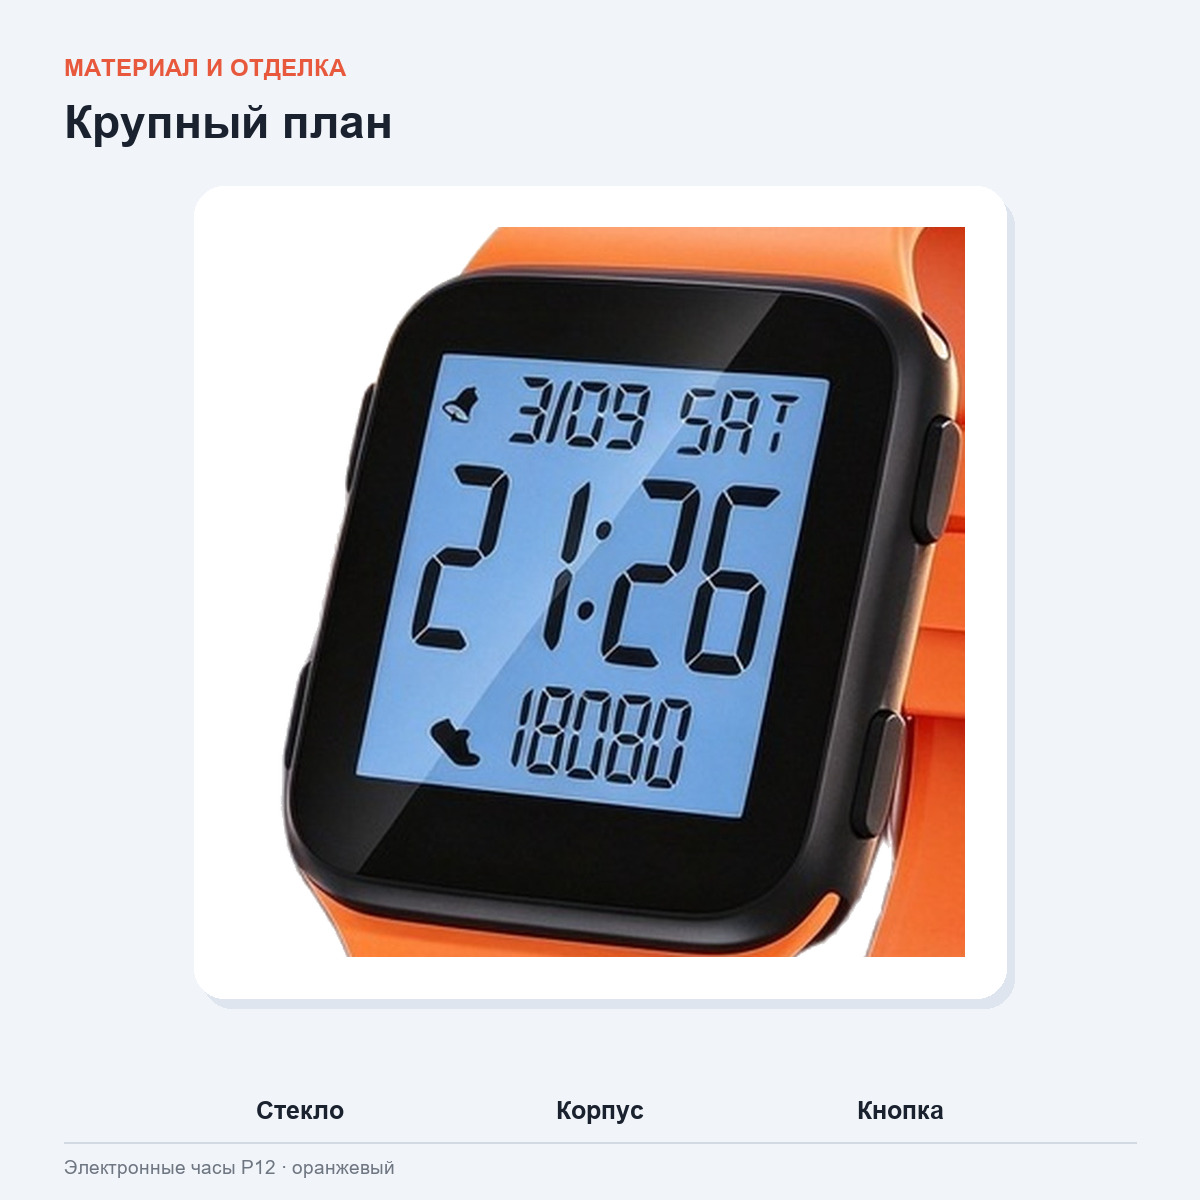 МАТЕРИАЛ И ОТДЕЛКА
Крупный план
3/09 SAT
21:26
18080
Стекло Корпус Кнопка
Электронные часы P12 · оранжевый